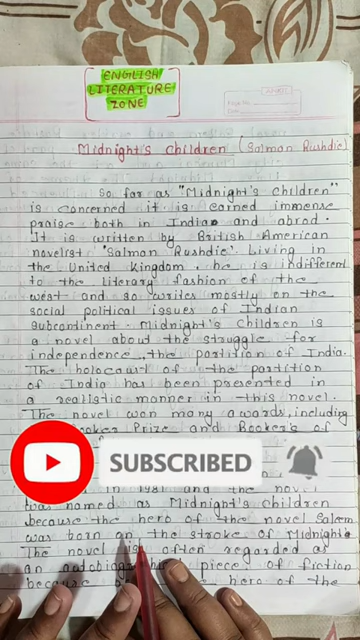 ENGLISH
LITERATURE
ZONE
Midnight's Children (Salman Rushdie)
So far as "Midnight's children"
is concerned it is earned immense
praise both in India and abrod.
It is written by British American
novelist "Salman Rushdie". Living in
the United Kingdom. he is indifferent
to the Literary fashion of the
west and so writes mostly on the
social political issues of Indian
subcontinent. Midnight's Children is
a novel about the struggle for
independence, the partition of India.
The holocaust of the partition
of India has been presented in
a realistic manner in this novel.
The novel won many awards, including
Prize and Booker's of
SUBSCRIBED
in 1981 and the novel
was named as Midnight's Children
because the hero of the novel Salem
was born on the stroke of Midnight.
The novel is often regarded as
an piece of fiction
because hero of the